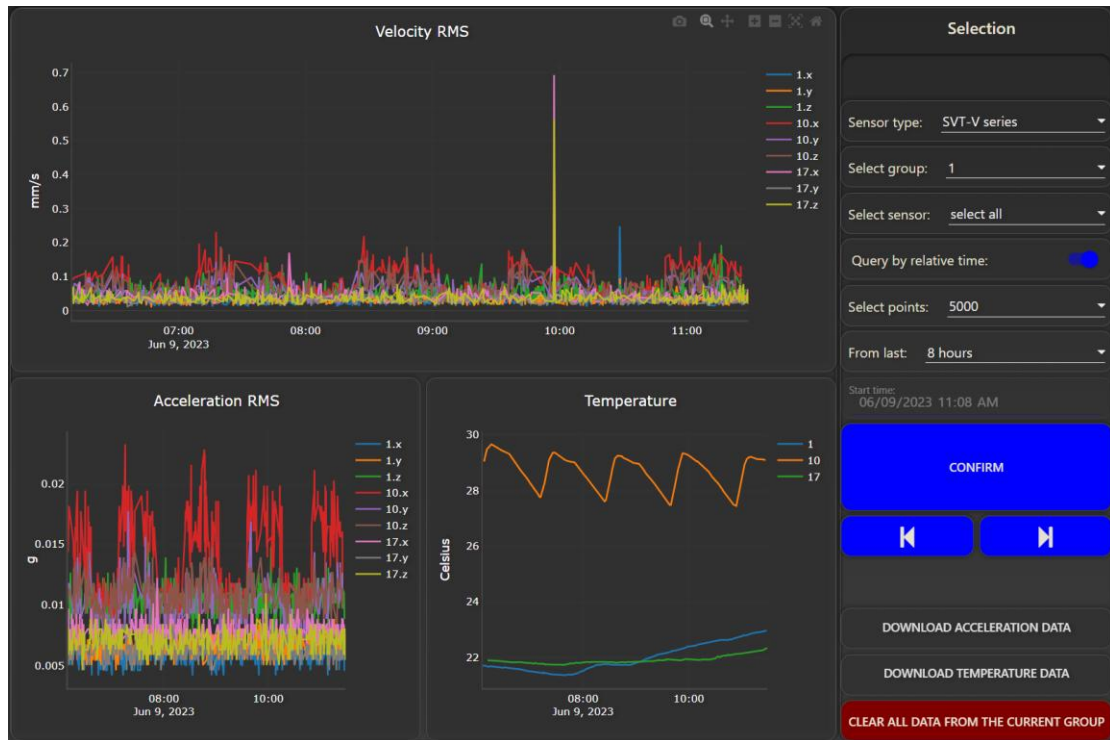 Velocity RMS
mm/s
0.7
0.6
0.5
0.4
0.3
0.2
0.1
0
07:00 08:00 09:00 10:00 11:00
Jun 9, 2023
1.x
1.y
1.z
10.x
10.y
10.z
17.x
17.y
17.z
Acceleration RMS
g
0.02
0.015
0.01
0.005
08:00 10:00
Jun 9, 2023
1.x
1.y
1.z
10.x
10.y
10.z
17.x
17.y
17.z
Temperature
Celsius
30
28
26
24
22
08:00 10:00
Jun 9, 2023
1
10
17
Selection
Sensor type: SVT-V series
Select group: 1
Select sensor: select all
Query by relative time:
Select points: 5000
From last: 8 hours
Start time:
06/09/2023 11:08 AM
CONFIRM
DOWNLOAD ACCELERATION DATA
DOWNLOAD TEMPERATURE DATA
CLEAR ALL DATA FROM THE CURRENT GROUP